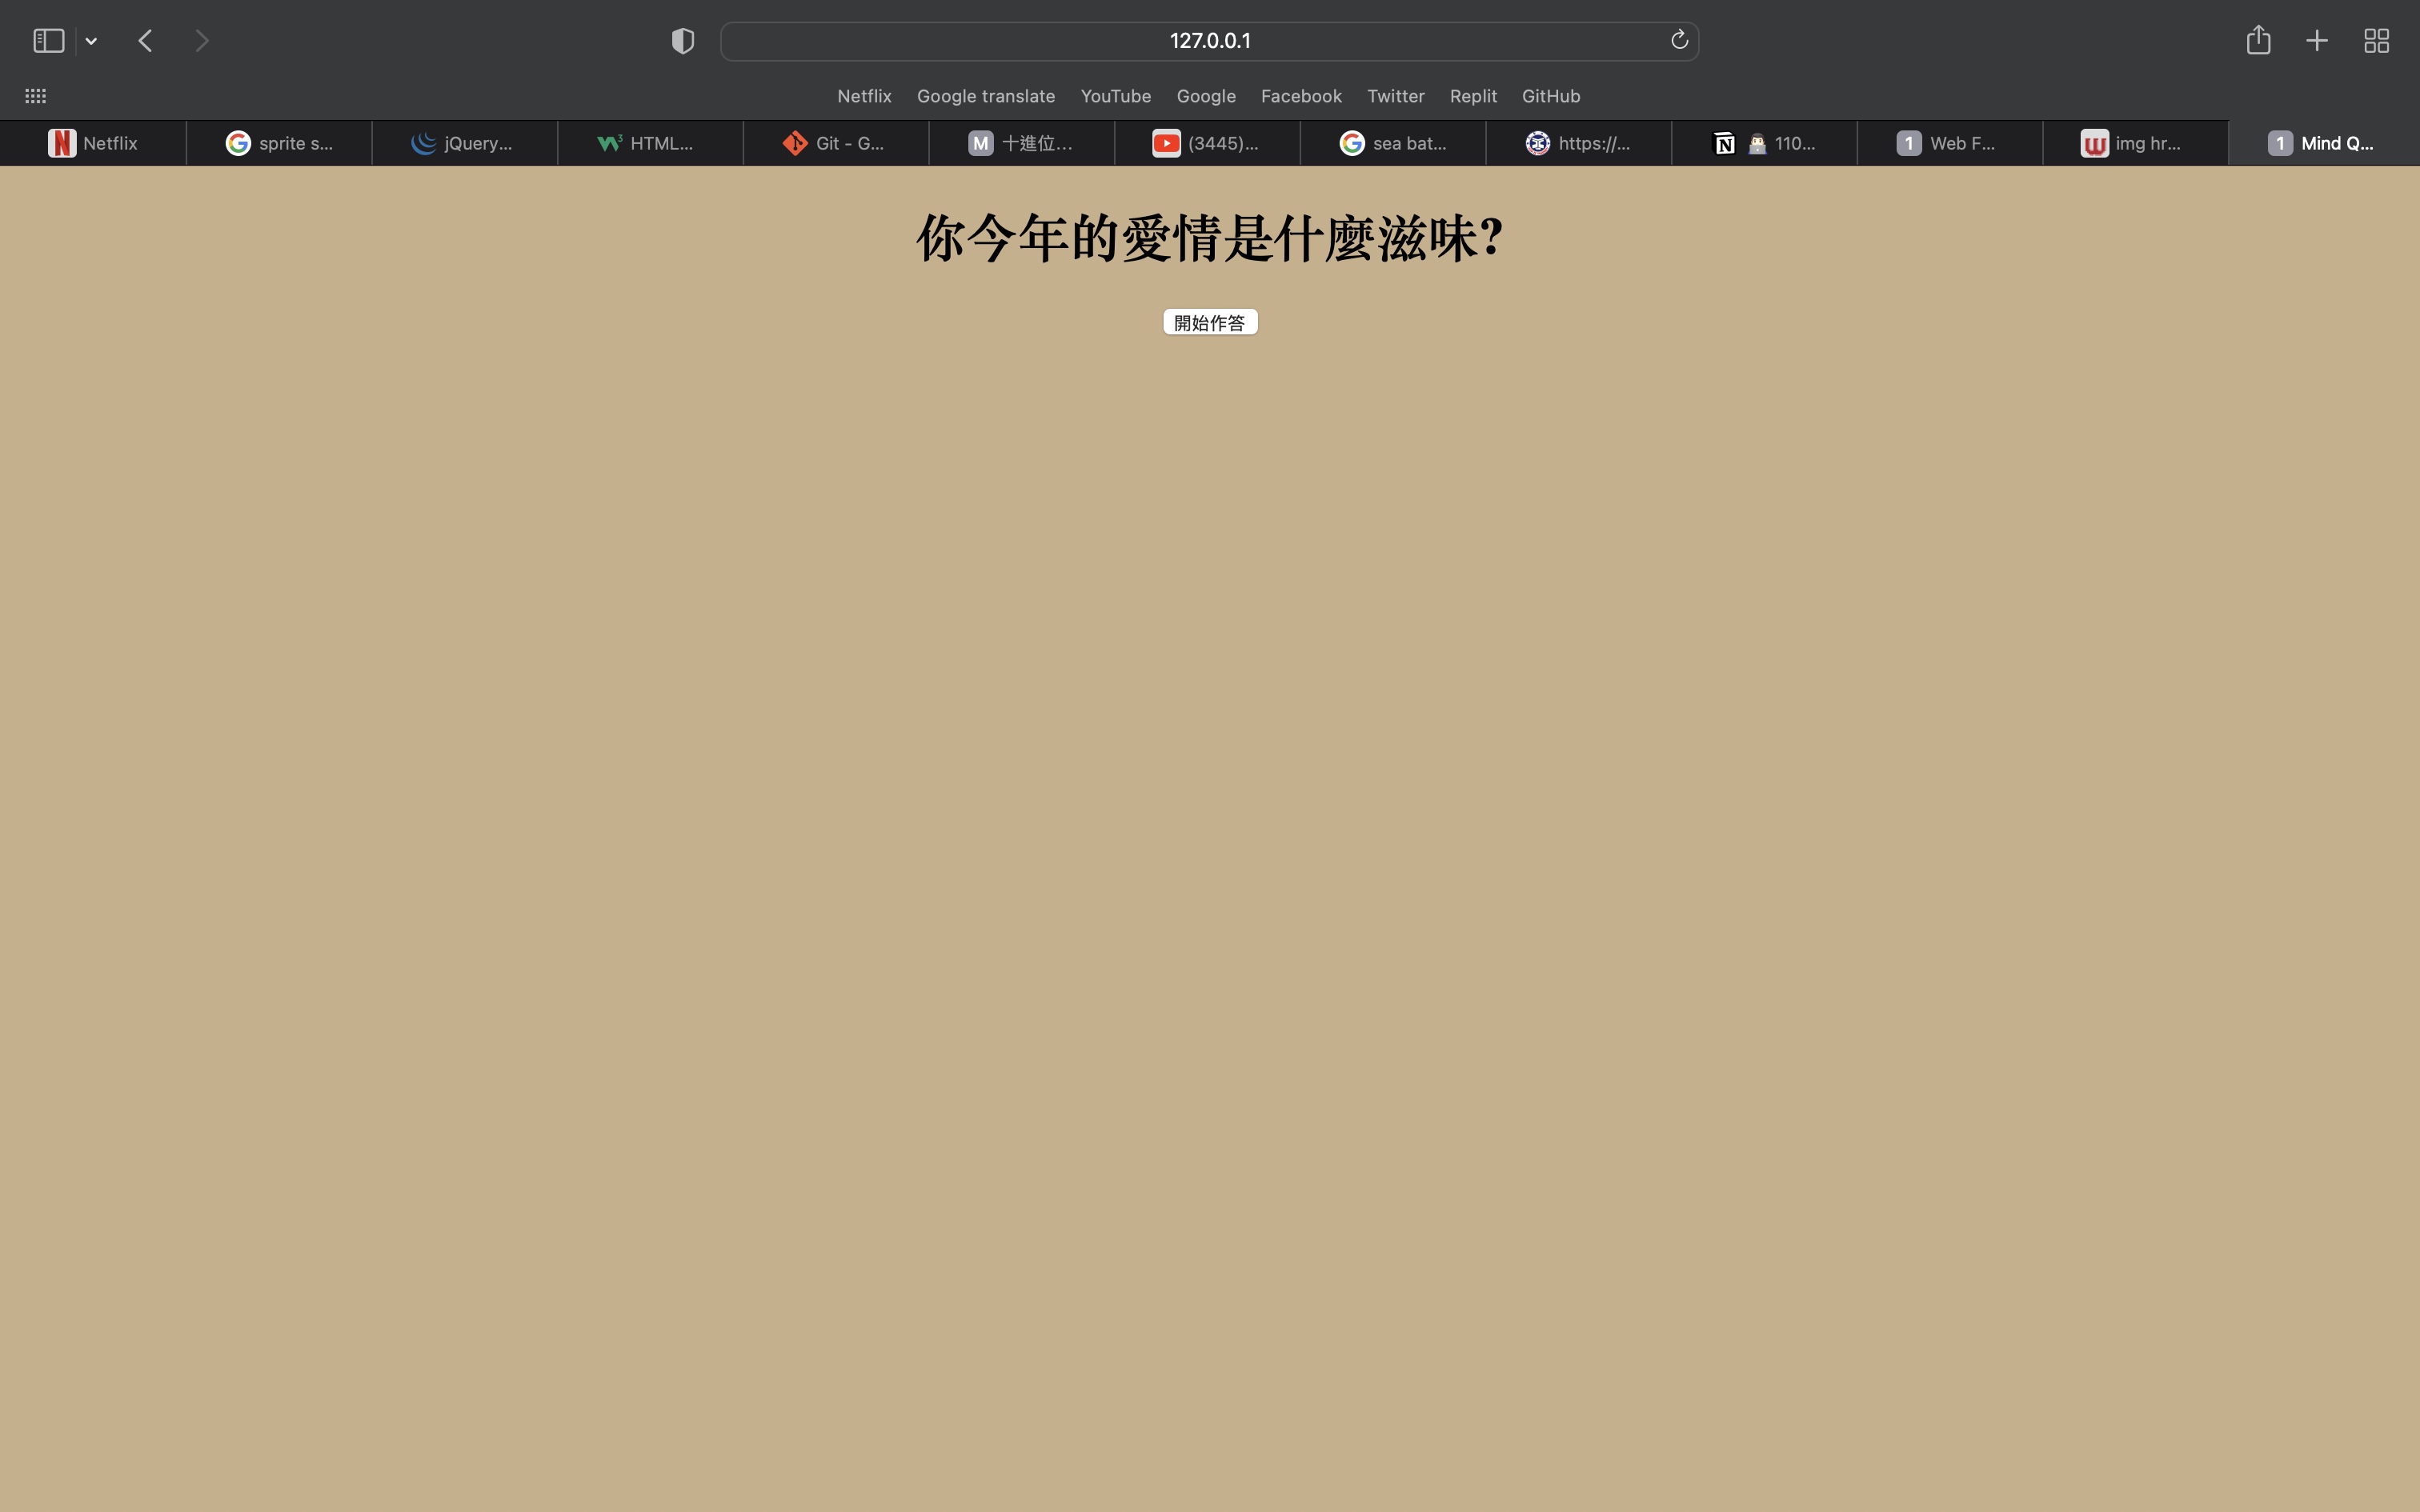 127.0.0.1
Netflix Google translate YouTube Google Facebook Twitter Replit GitHub
Netflix sprite s... jQuery... HTML... Git - G... M 十進位... (3445)... sea bat... https://... 110... 1 Web F... img hr... 1 Mind Q...
你今年的愛情是什麼滋味?
開始作答